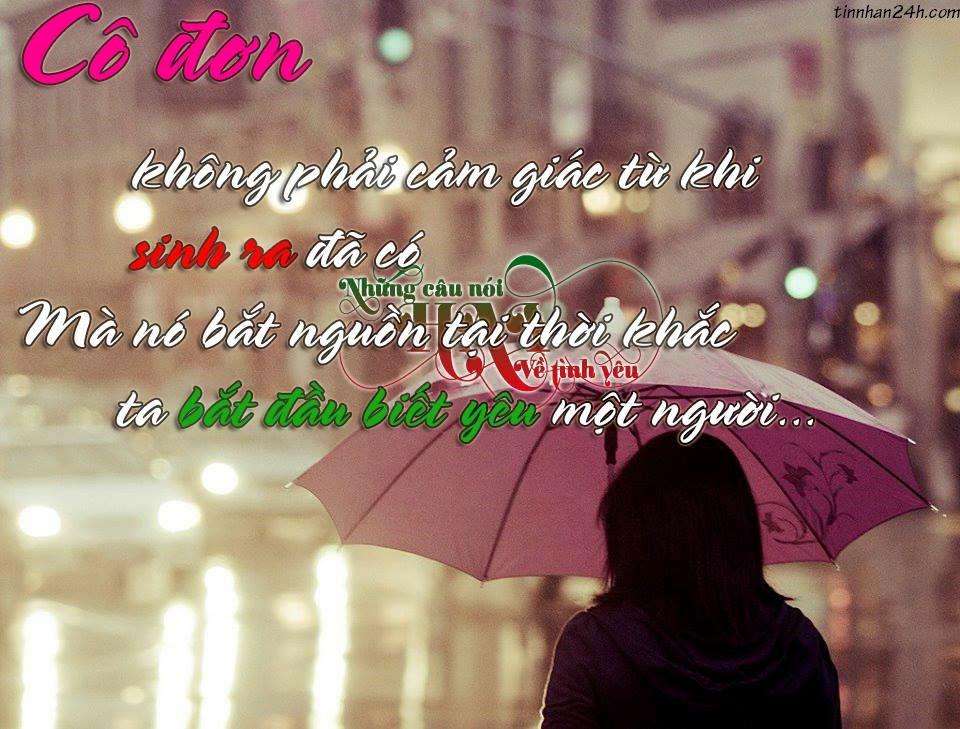 tinnhan24h.com
Cô đơn
không phải cảm giác từ khi
sinh ra đã có
Những câu nói
HAY
Về tình yêu
Mà nó bắt nguồn tại thời khắc
ta bắt đầu biết yêu một người...